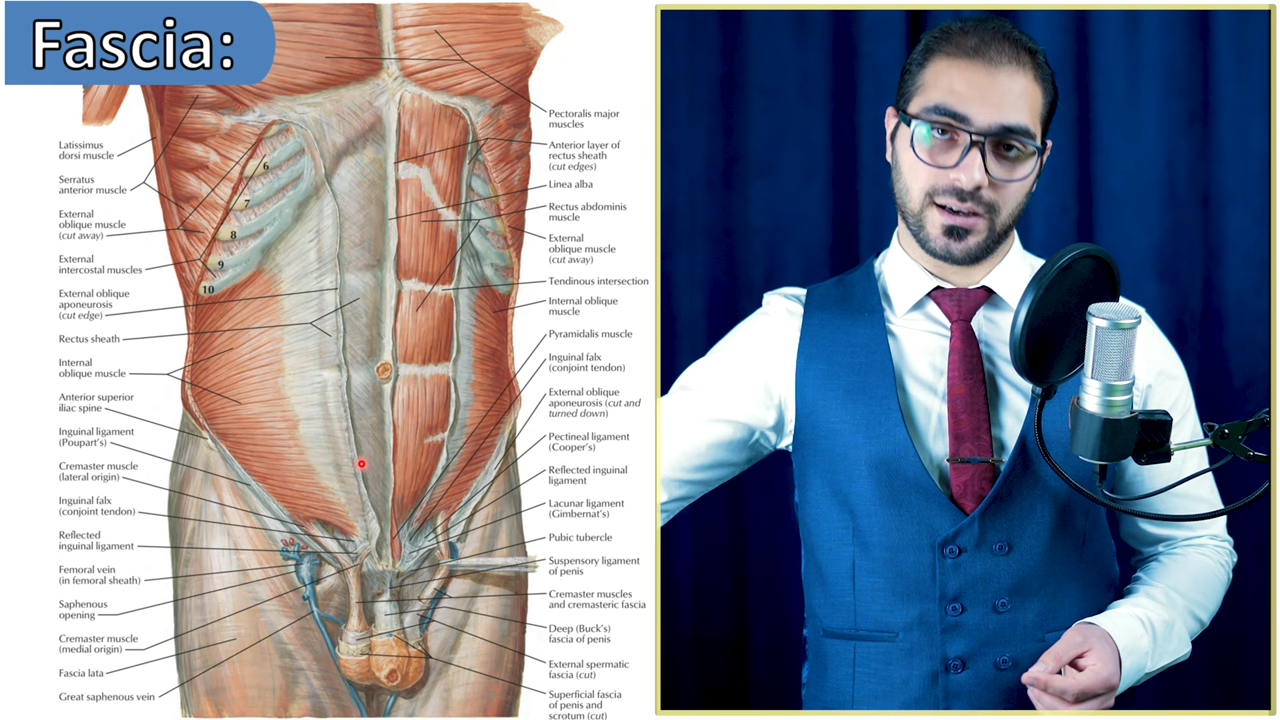 Fascia:
Latissimus
dorsi muscle
Serratus
anterior muscle
External
oblique muscle
(cut away)
External
intercostal muscles
External oblique
aponeurosis
(cut edge)
Rectus sheath
Internal
oblique muscle
Anterior superior
iliac spine
Inguinal ligament
(Poupart's)
Cremaster muscle
(lateral origin)
Inguinal falx
(conjoint tendon)
Reflected
inguinal ligament
Femoral vein
(in femoral sheath)
Saphenous
opening
Cremaster muscle
(medial origin)
Fascia lata
Great saphenous vein
6
7
8
9
10
Pectoralis major
muscles
Anterior layer of
rectus sheath
(cut edges)
Linea alba
Rectus abdominis
muscle
External
oblique muscle
(cut away)
Tendinous intersection
Internal oblique
muscle
Pyramidalis muscle
Inguinal falx
(conjoint tendon)
External oblique
aponeurosis (cut and
turned down)
Pectineal ligament
(Cooper's)
Reflected inguinal
ligament
Lacunar ligament
(Gimbernat's)
Pubic tubercle
Suspensory ligament
of penis
Cremaster muscles
and cremasteric fascia
Deep (Buck's)
fascia of penis
External spermatic
fascia (cut)
Superficial fascia
of penis and
scrotum (cut)